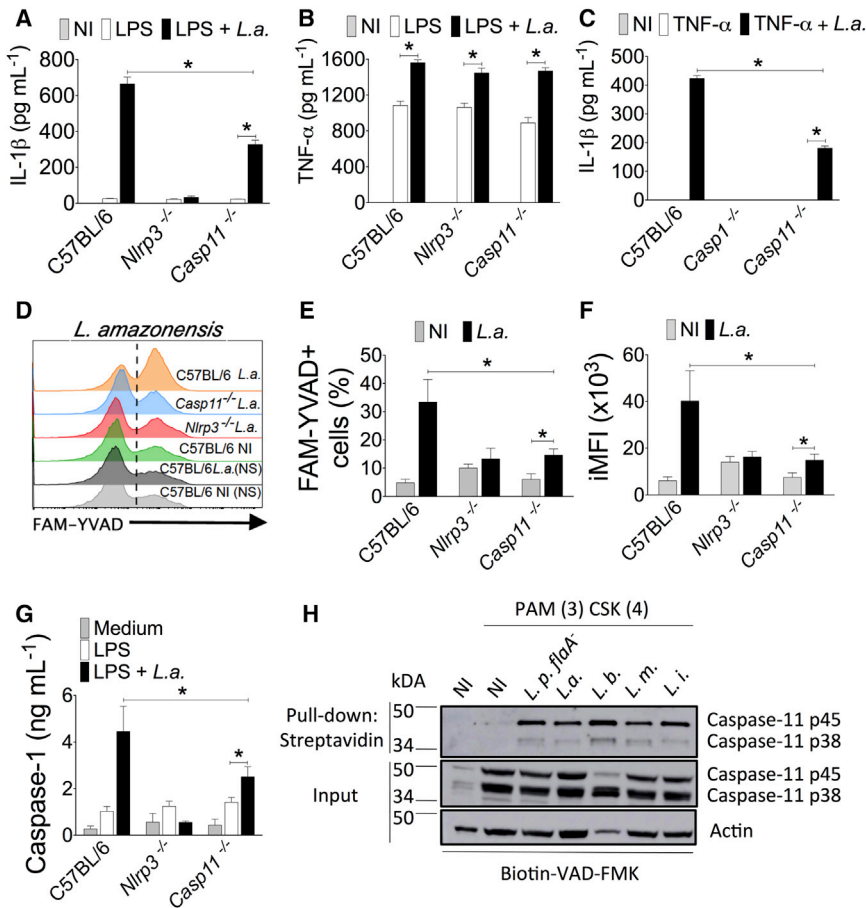 A
NI LPS LPS + L.a.
IL-1β (pg mL⁻¹)
800
600
400
200
0
*
*
C57BL/6
Nlrp3 -/-
Casp11 -/-
B
NI LPS LPS + L.a.
TNF-α (pg mL⁻¹)
1600
1200
800
400
0
*
*
*
C57BL/6
Nlrp3 -/-
Casp11 -/-
C
NI TNF-α TNF-α + L.a.
IL-1β (pg mL⁻¹)
500
400
300
200
100
0
*
*
C57BL/6
Casp1 -/-
Casp11 -/-
D
L. amazonensis
C57BL/6 L.a.
Casp11-/- L.a.
Nlrp3-/- L.a.
C57BL/6 NI
C57BL/6 L.a.(NS)
C57BL/6 NI (NS)
FAM-YVAD
E
NI L.a.
FAM-YVAD+
cells (%)
50
40
30
20
10
0
*
*
C57BL/6
Nlrp3 -/-
Casp11 -/-
F
NI L.a.
iMFI (x10³)
60
40
20
0
*
*
C57BL/6
Nlrp3 -/-
Casp11 -/-
G
Medium
LPS
LPS + L.a.
Caspase-1 (ng mL⁻¹)
6
4
2
0
*
*
C57BL/6
Nlrp3 -/-
Casp11 -/-
H
PAM (3) CSK (4)
kDA NI NI L. p. flaA- L.a. L. b. L. m. L. i.
Pull-down:
Streptavidin
50
34
Caspase-11 p45
Caspase-11 p38
Input
50
34
Caspase-11 p45
Caspase-11 p38
50
Actin
Biotin-VAD-FMK